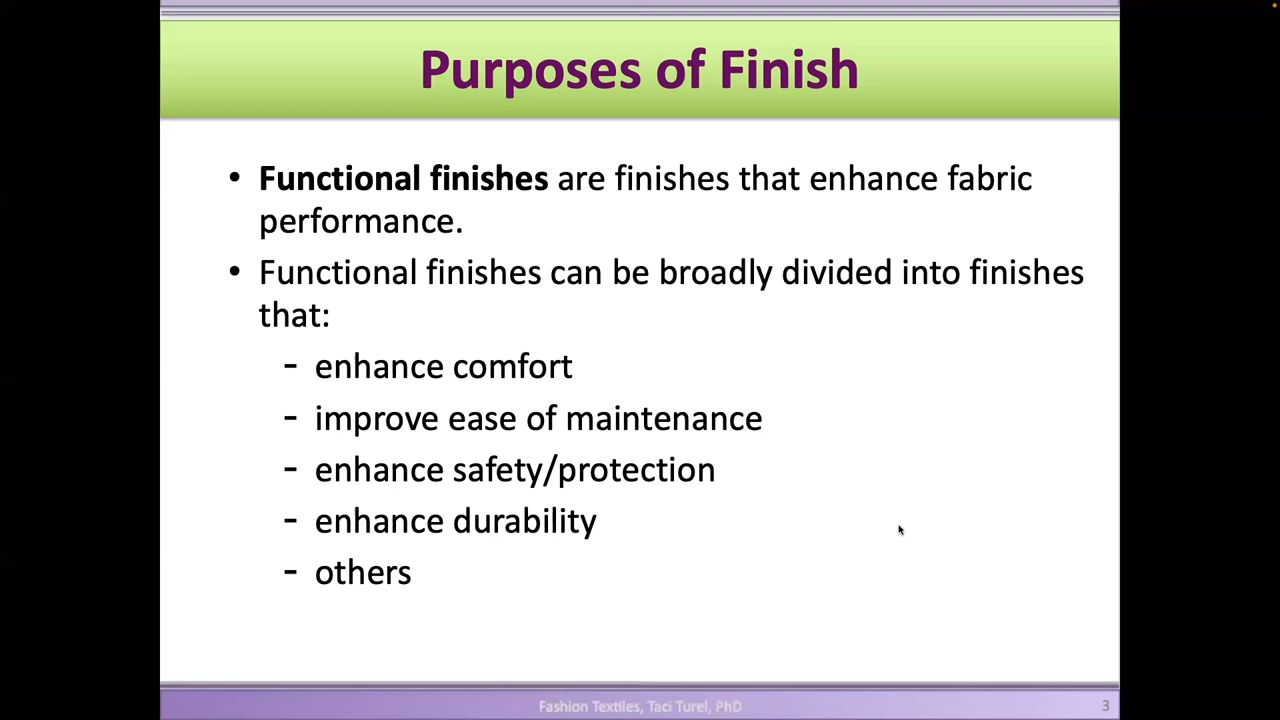 Purposes of Finish
• Functional finishes are finishes that enhance fabric
performance.
• Functional finishes can be broadly divided into finishes
that:
- enhance comfort
- improve ease of maintenance
- enhance safety/protection
- enhance durability
- others
Fashion Textiles, Taci Turel, PhD
3